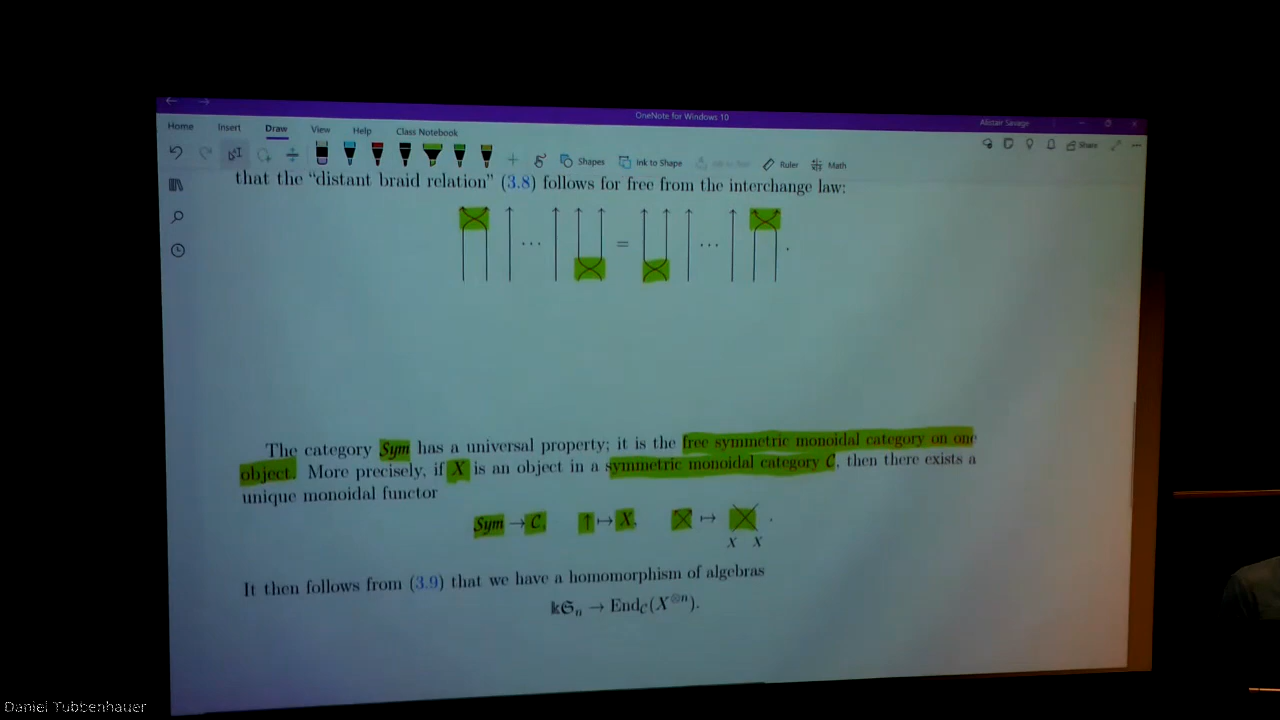 OneNote for Windows 10
Alistair Savage
Home Insert Draw View Help Class Notebook
Shapes Ink to Shape Ruler Math Share
that the “distant braid relation” (3.8) follows for free from the interchange law:
... = ... .
The category Sym has a universal property; it is the free symmetric monoidal category on one
object. More precisely, if X is an object in a symmetric monoidal category C, then there exists a
unique monoidal functor
Sym → C, ↑ ↦ X, ↦ .
X X
It then follows from (3.9) that we have a homomorphism of algebras
𝕜𝔖ₙ → End_C(X^{⊗n}).
Daniel Tubbenhauer